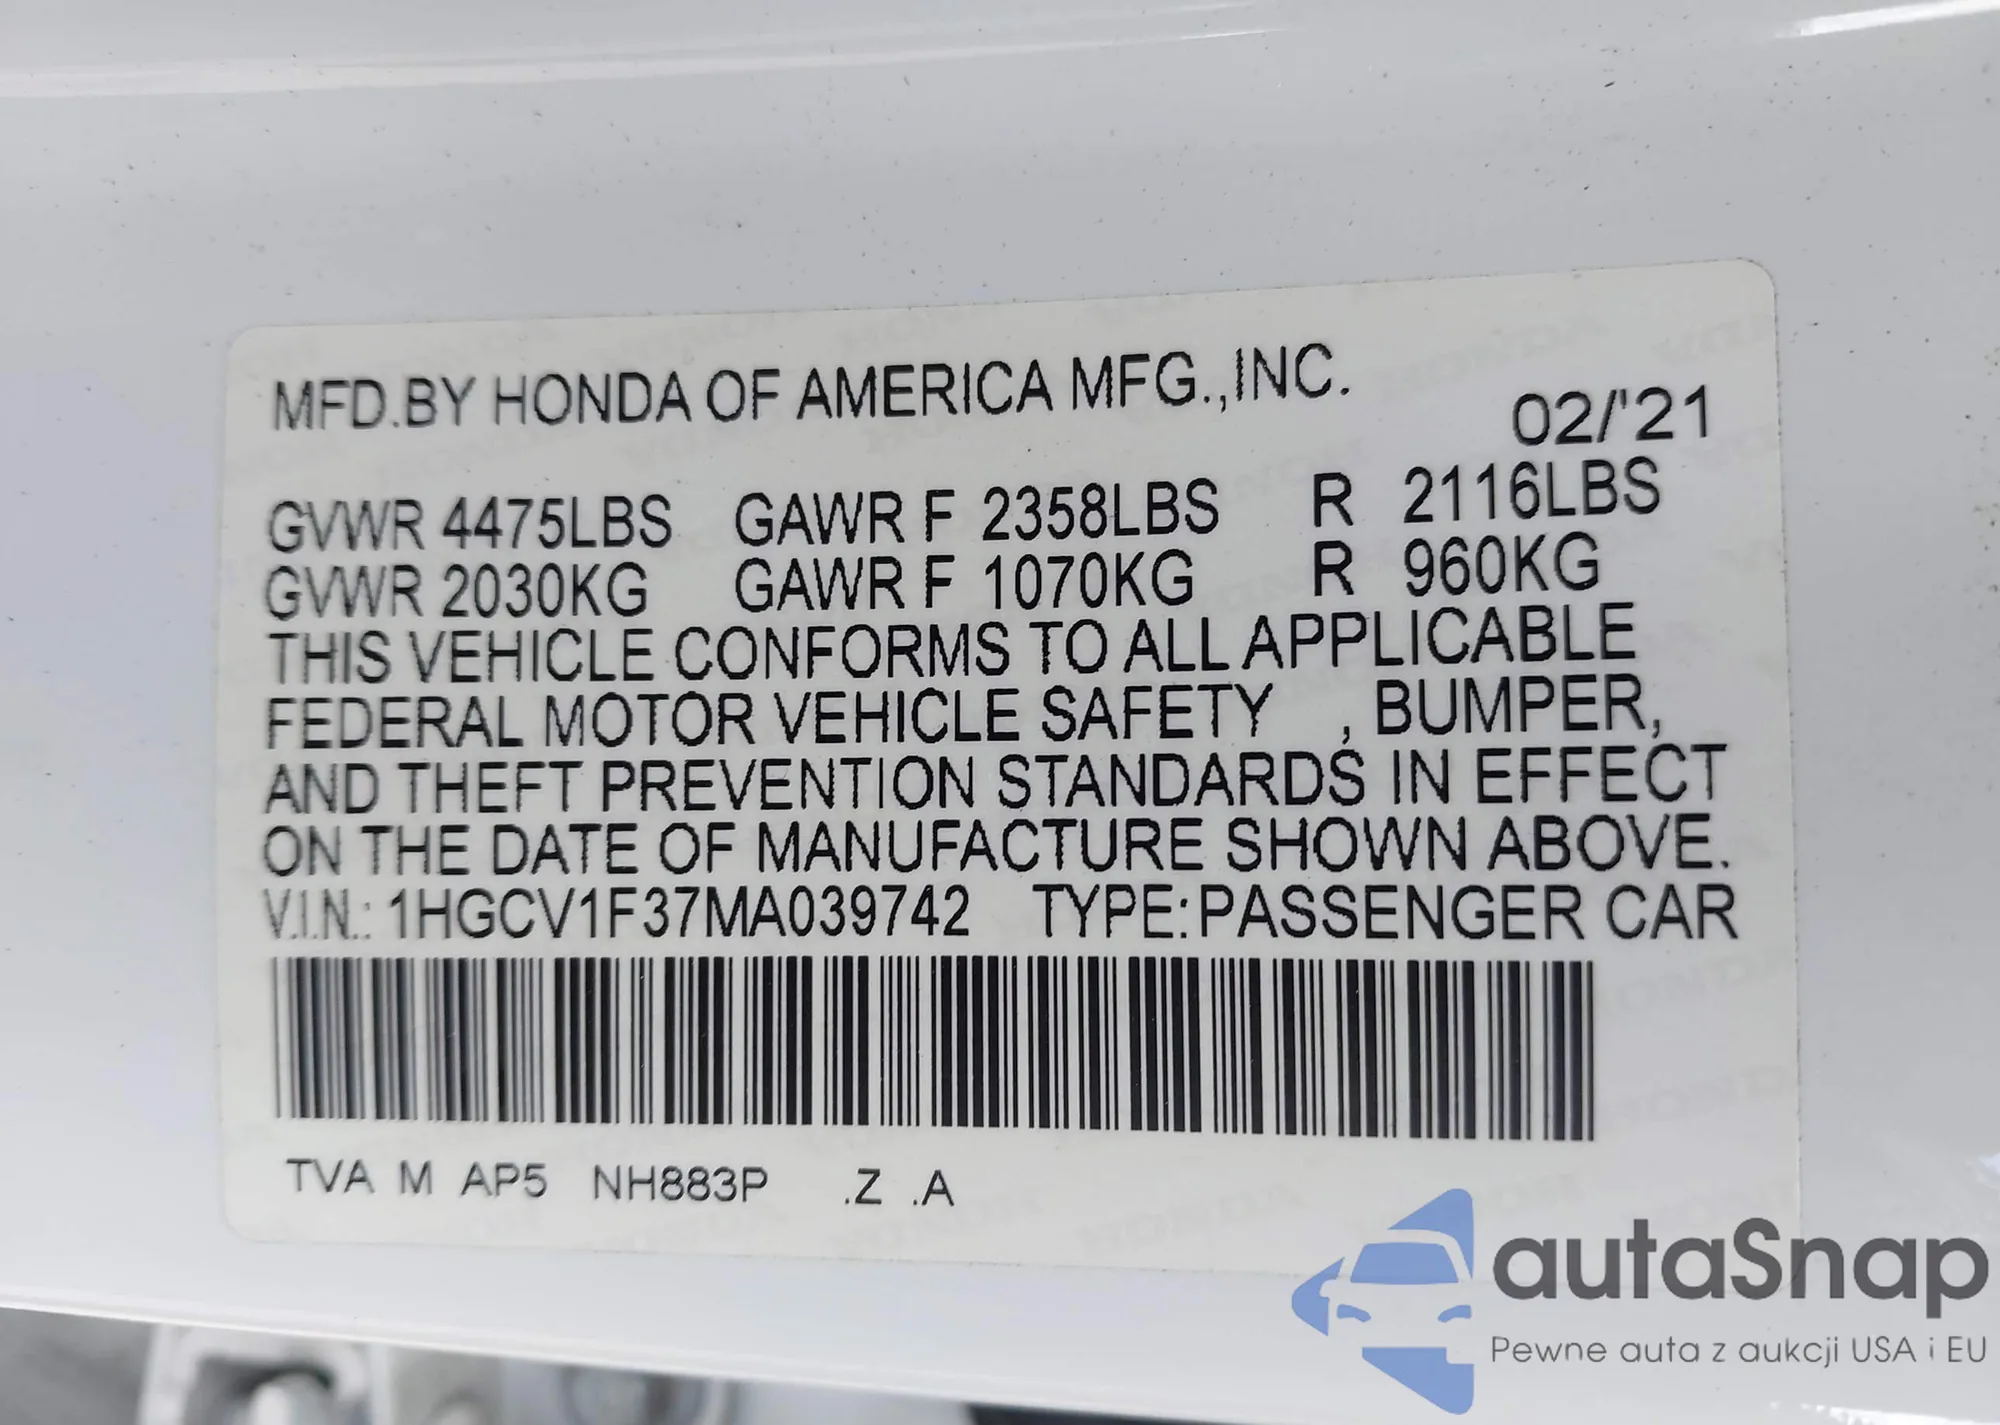 MFD.BY HONDA OF AMERICA MFG.,INC.
02/'21
GVWR 4475LBS GAWR F 2358LBS R 2116LBS
GVWR 2030KG GAWR F 1070KG R 960KG
THIS VEHICLE CONFORMS TO ALL APPLICABLE
FEDERAL MOTOR VEHICLE SAFETY , BUMPER,
AND THEFT PREVENTION STANDARDS IN EFFECT
ON THE DATE OF MANUFACTURE SHOWN ABOVE.
V.I.N.: 1HGCV1F37MA039742 TYPE:PASSENGER CAR
TVA M AP5 NH883P .Z .A
autaSnap
Pewne auta z aukcji USA i EU